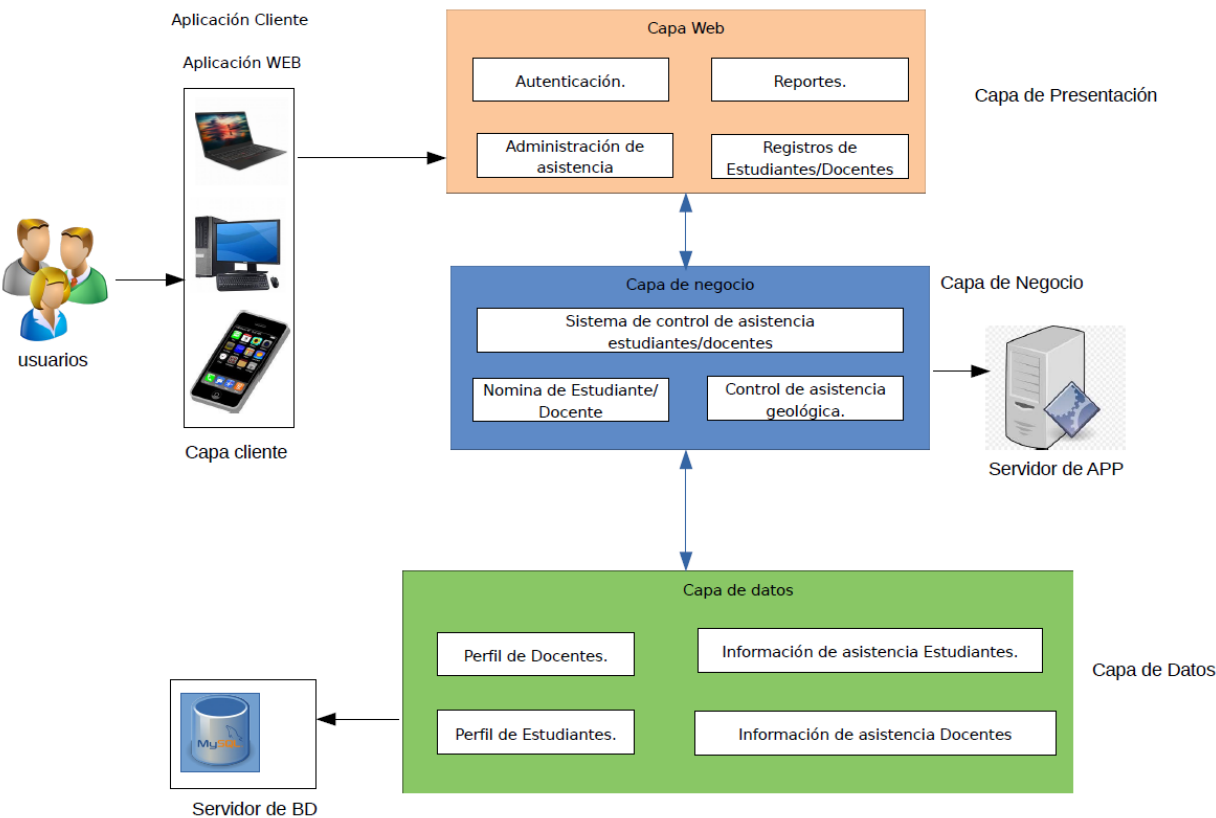 Aplicación Cliente
Aplicación WEB
usuarios
Capa cliente
Capa Web
Autenticación.
Reportes.
Administración de
asistencia
Registros de
Estudiantes/Docentes
Capa de Presentación
Capa de negocio
Sistema de control de asistencia
estudiantes/docentes
Nomina de Estudiante/
Docente
Control de asistencia
geológica.
Capa de Negocio
Servidor de APP
Capa de datos
Perfil de Docentes.
Información de asistencia Estudiantes.
Perfil de Estudiantes.
Información de asistencia Docentes
Capa de Datos
MySQL
Servidor de BD